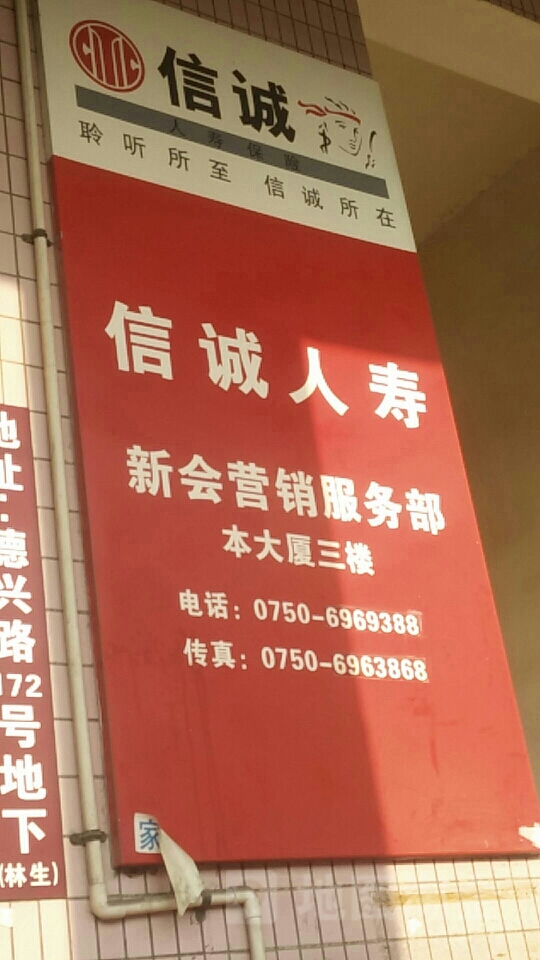 信诚
人寿保险
聆听所至 信诚所在
信诚人寿
新会营销服务部
本大厦三楼
电话：0750-6969388
传真：0750-6963868
家
地址：德兴路172号地下
(林生)